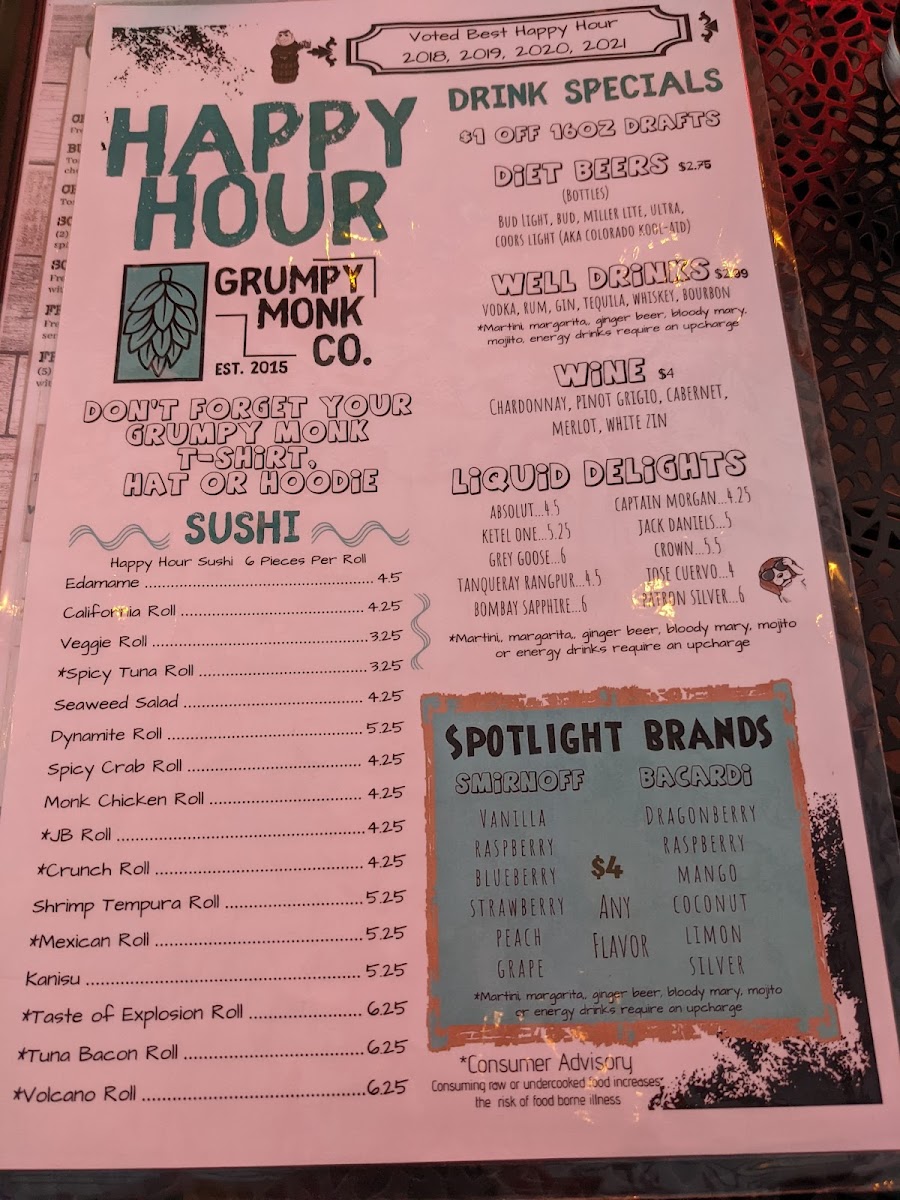 Voted Best Happy Hour
2018, 2019, 2020, 2021
HAPPY
HOUR
GRUMPY
MONK
CO.
EST. 2015
DON'T FORGET YOUR
GRUMPY MONK
T-SHIRT,
HAT OR HOODIE
SUSHI
Happy Hour Sushi 6 Pieces Per Roll
Edamame 4.5
California Roll 4.25
Veggie Roll 3.25
*Spicy Tuna Roll 3.25
Seaweed Salad 4.25
Dynamite Roll 5.25
Spicy Crab Roll 4.25
Monk Chicken Roll 4.25
*JB Roll 4.25
*Crunch Roll 4.25
Shrimp Tempura Roll 5.25
*Mexican Roll 5.25
Kanisu 5.25
*Taste of Explosion Roll 6.25
*Tuna Bacon Roll 6.25
*Volcano Roll 6.25
DRINK SPECIALS
$1 OFF 16OZ DRAFTS
DIET BEERS $2.75
(BOTTLES)
BUD LIGHT, BUD, MILLER LITE, ULTRA,
COORS LIGHT (AKA COLORADO KOOL-AID)
WELL DRINKS $2.99
VODKA, RUM, GIN, TEQUILA, WHISKEY, BOURBON
*Martini, margarita, ginger beer, bloody mary,
mojito, energy drinks require an upcharge
WINE $4
CHARDONNAY, PINOT GRIGIO, CABERNET,
MERLOT, WHITE ZIN
LIQUID DELIGHTS
ABSOLUT...4.5
KETEL ONE...5.25
GREY GOOSE...6
TANQUERAY RANGPUR...4.5
BOMBAY SAPPHIRE...6
CAPTAIN MORGAN...4.25
JACK DANIELS...5
CROWN...5.5
JOSE CUERVO...4
PATRON SILVER...6
*Martini, margarita, ginger beer, bloody mary, mojito
or energy drinks require an upcharge
SPOTLIGHT BRANDS
SMIRNOFF
VANILLA
RASPBERRY
BLUEBERRY
STRAWBERRY
PEACH
GRAPE
$4
ANY
FLAVOR
BACARDI
DRAGONBERRY
RASPBERRY
MANGO
COCONUT
LIMON
SILVER
*Martini, margarita, ginger beer, bloody mary, mojito
or energy drinks require an upcharge
*Consumer Advisory
Consuming raw or undercooked food increases
the risk of food borne illness